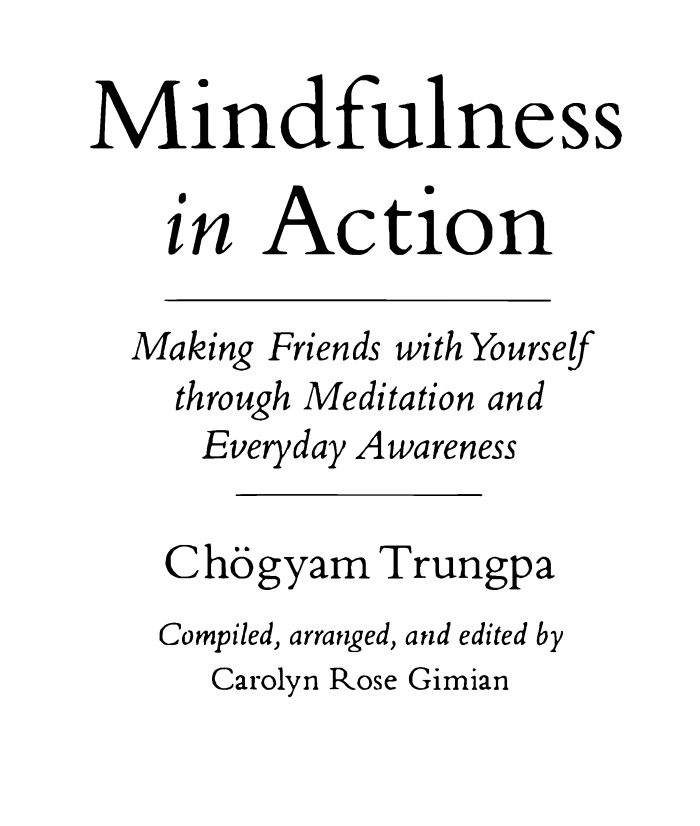 Mindfulness
in Action
Making Friends with Yourself
through Meditation and
Everyday Awareness
Chögyam Trungpa
Compiled, arranged, and edited by
Carolyn Rose Gimian